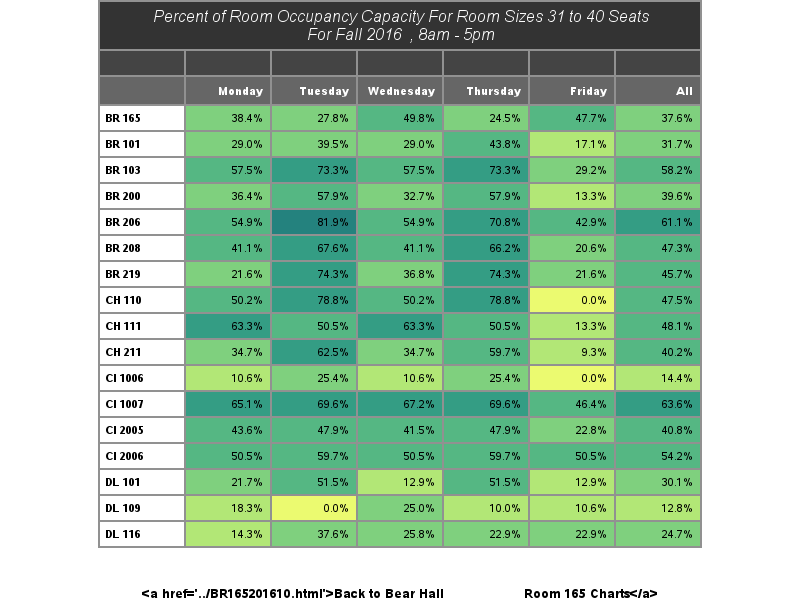 Percent of Room Occupancy Capacity For Room Sizes 31 to 40 Seats
For Fall 2016 , 8am - 5pm
Monday Tuesday Wednesday Thursday Friday All
BR 165 38.4% 27.8% 49.8% 24.5% 47.7% 37.6%
BR 101 29.0% 39.5% 29.0% 43.8% 17.1% 31.7%
BR 103 57.5% 73.3% 57.5% 73.3% 29.2% 58.2%
BR 200 36.4% 57.9% 32.7% 57.9% 13.3% 39.6%
BR 206 54.9% 81.9% 54.9% 70.8% 42.9% 61.1%
BR 208 41.1% 67.6% 41.1% 66.2% 20.6% 47.3%
BR 219 21.6% 74.3% 36.8% 74.3% 21.6% 45.7%
CH 110 50.2% 78.8% 50.2% 78.8% 0.0% 47.5%
CH 111 63.3% 50.5% 63.3% 50.5% 13.3% 48.1%
CH 211 34.7% 62.5% 34.7% 59.7% 9.3% 40.2%
CI 1006 10.6% 25.4% 10.6% 25.4% 0.0% 14.4%
CI 1007 65.1% 69.6% 67.2% 69.6% 46.4% 63.6%
CI 2005 43.6% 47.9% 41.5% 47.9% 22.8% 40.8%
CI 2006 50.5% 59.7% 50.5% 59.7% 50.5% 54.2%
DL 101 21.7% 51.5% 12.9% 51.5% 12.9% 30.1%
DL 109 18.3% 0.0% 25.0% 10.0% 10.6% 12.8%
DL 116 14.3% 37.6% 25.8% 22.9% 22.9% 24.7%
<a href='../BR165201610.html'>Back to Bear Hall Room 165 Charts</a>